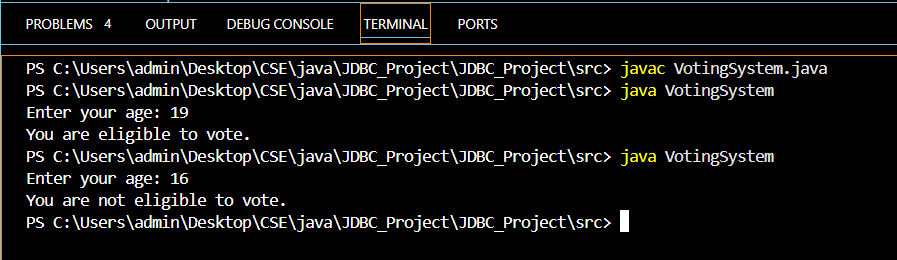 PROBLEMS 4 OUTPUT DEBUG CONSOLE TERMINAL PORTS
PS C:\Users\admin\Desktop\CSE\java\JDBC_Project\JDBC_Project\src> javac VotingSystem.java
PS C:\Users\admin\Desktop\CSE\java\JDBC_Project\JDBC_Project\src> java VotingSystem
Enter your age: 19
You are eligible to vote.
PS C:\Users\admin\Desktop\CSE\java\JDBC_Project\JDBC_Project\src> java VotingSystem
Enter your age: 16
You are not eligible to vote.
PS C:\Users\admin\Desktop\CSE\java\JDBC_Project\JDBC_Project\src>